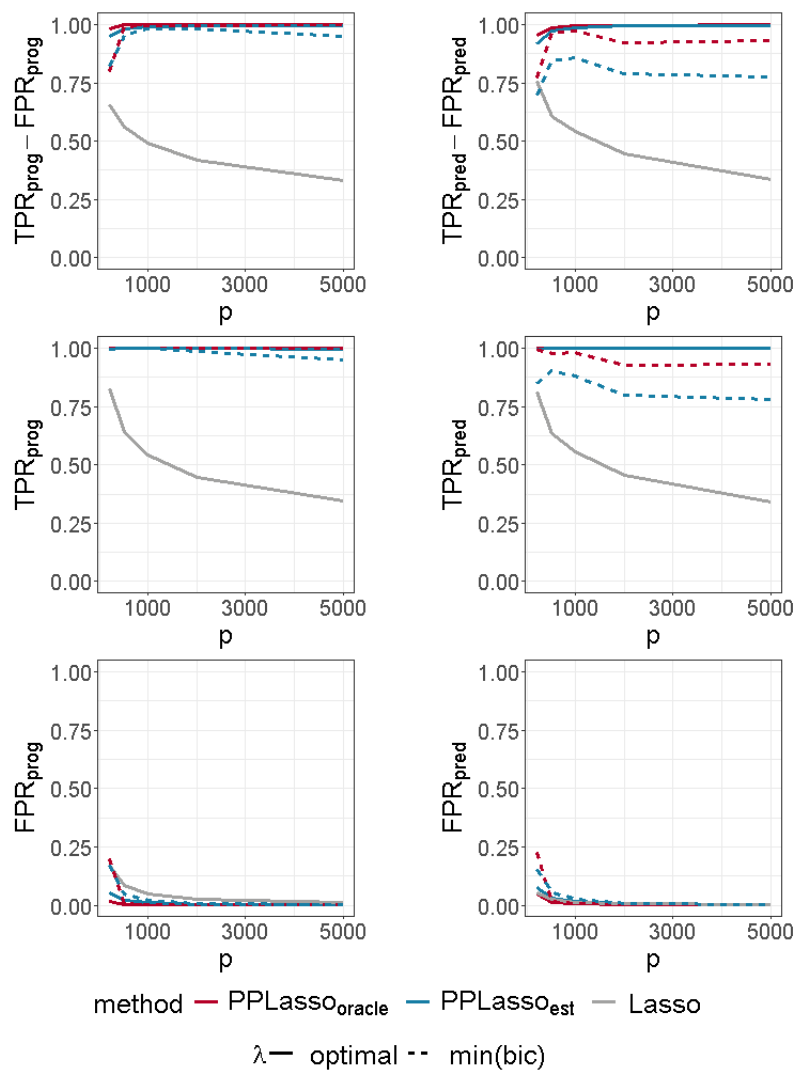 TPRprog − FPRprog
1.00
0.75
0.50
0.25
0.00
1000 3000 5000
p
TPRpred − FPRpred
1.00
0.75
0.50
0.25
0.00
1000 3000 5000
p
TPRprog
1.00
0.75
0.50
0.25
0.00
1000 3000 5000
p
TPRpred
1.00
0.75
0.50
0.25
0.00
1000 3000 5000
p
FPRprog
1.00
0.75
0.50
0.25
0.00
1000 3000 5000
p
FPRpred
1.00
0.75
0.50
0.25
0.00
1000 3000 5000
p
method PPLassooracle PPLassoest Lasso
λ optimal min(bic)